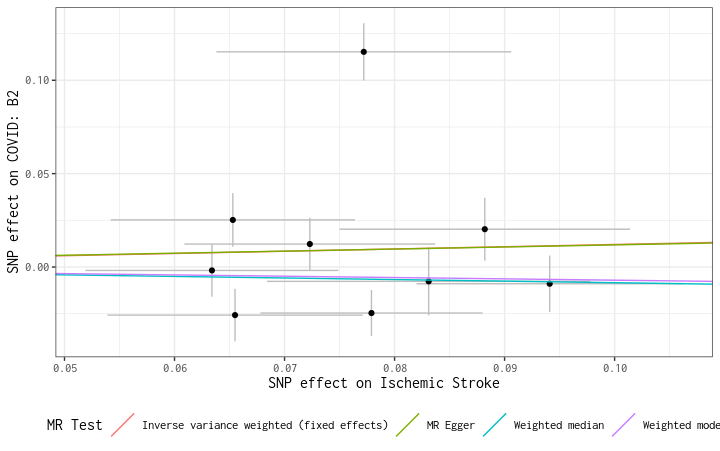 SNP effect on COVID: B2
0.10
0.05
0.00
0.05 0.06 0.07 0.08 0.09 0.10
SNP effect on Ischemic Stroke
MR Test Inverse variance weighted (fixed effects) MR Egger Weighted median Weighted mode